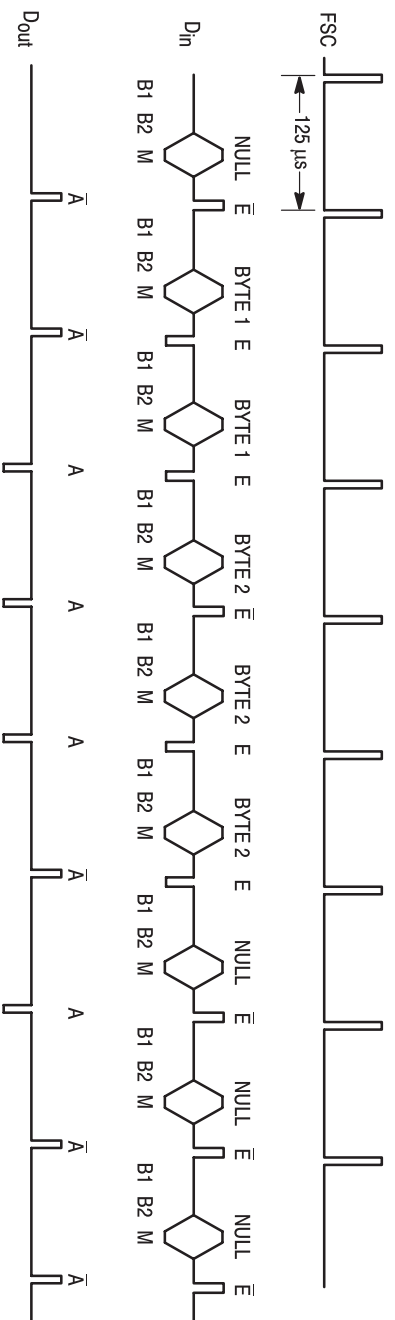 FSC
125 µs
NULL E̅ BYTE 1 E BYTE 1 E BYTE 2 E̅ BYTE 2 E BYTE 2 E NULL E̅ NULL E̅ NULL E̅
Din
B1 B2 M B1 B2 M B1 B2 M B1 B2 M B1 B2 M B1 B2 M B1 B2 M B1 B2 M B1 B2 M
A̅ A̅ A A A A̅ A A̅ A̅
Dout